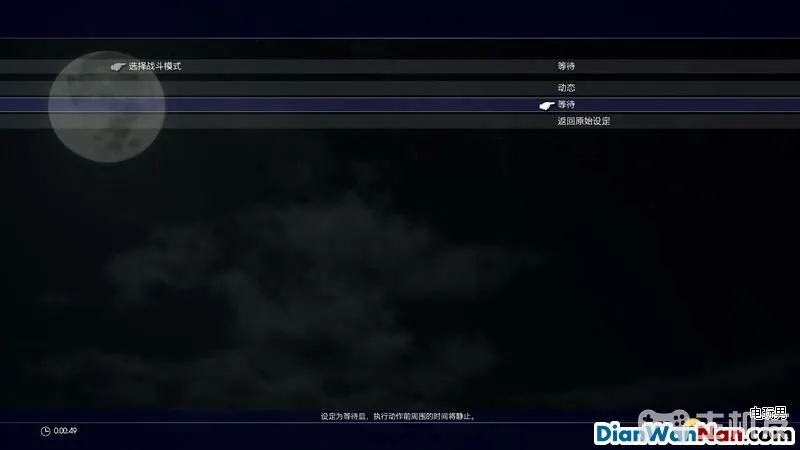 选择战斗模式
等待
动态
等待
返回原始设定
设定为等待后，执行动作前周围的时间将静止。
0:00:49
电玩男
DianWanNan.com